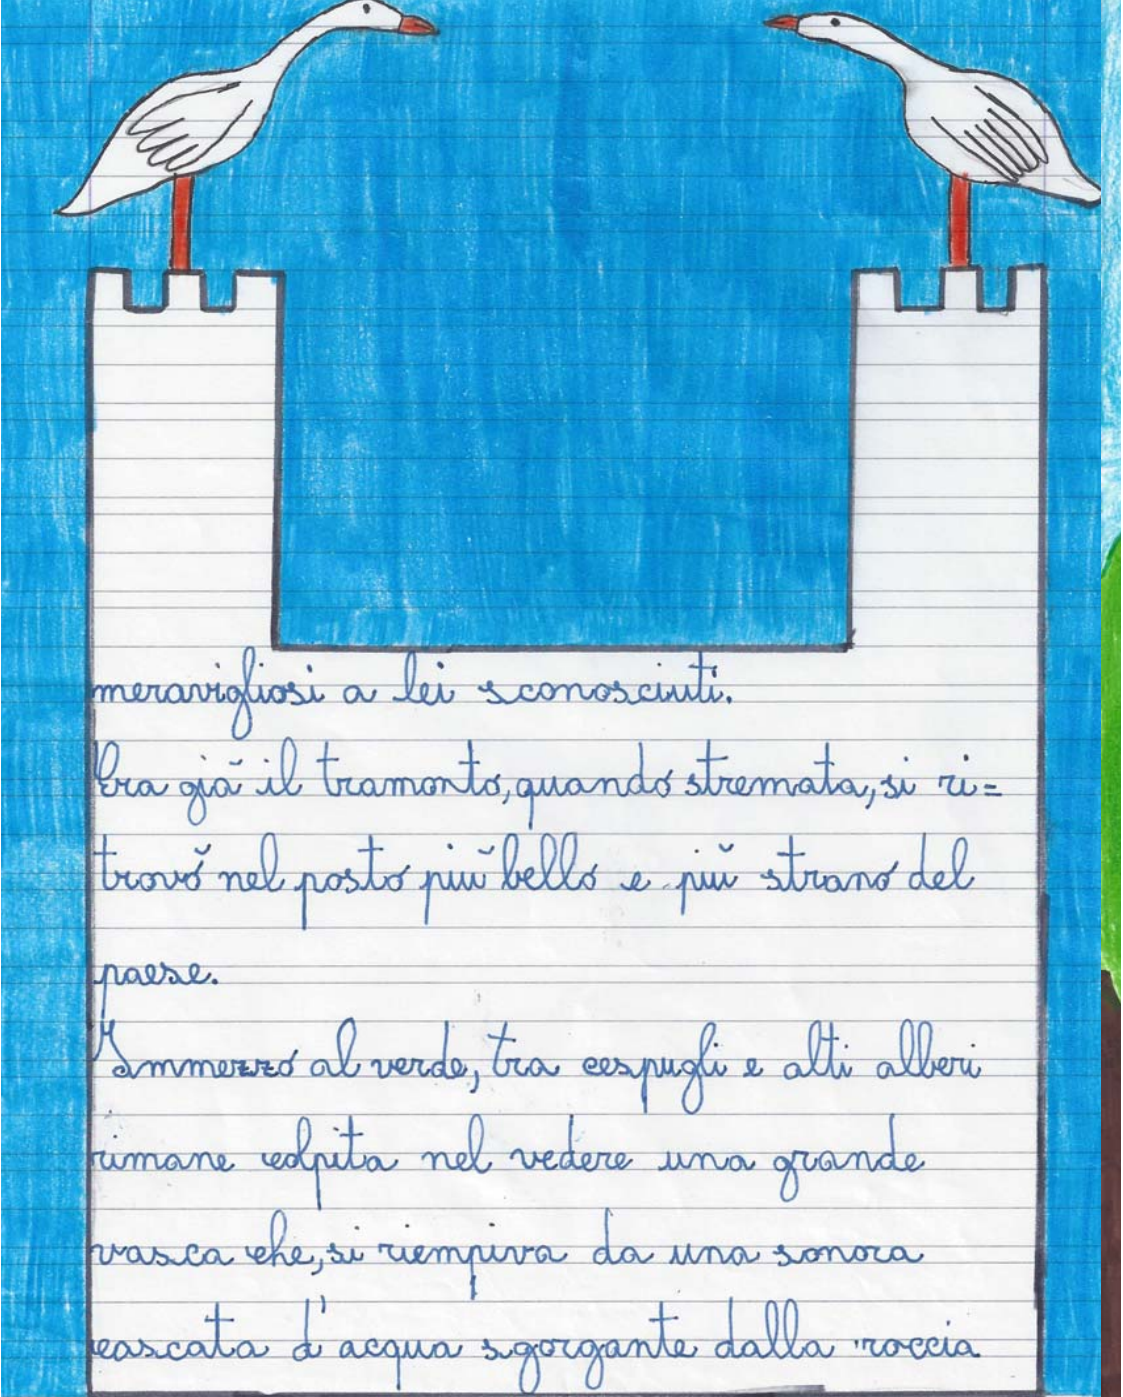 meravigliosi a lei sconosciuti.
Era già il tramonto, quando stremata, si ri=
trovò nel posto più bello e più strano del
paese.
Immezzo al verde, tra cespugli e alti alberi
rimane colpita nel vedere una grande
vasca che, si riempiva da una sonora
cascata d'acqua sgorgante dalla roccia